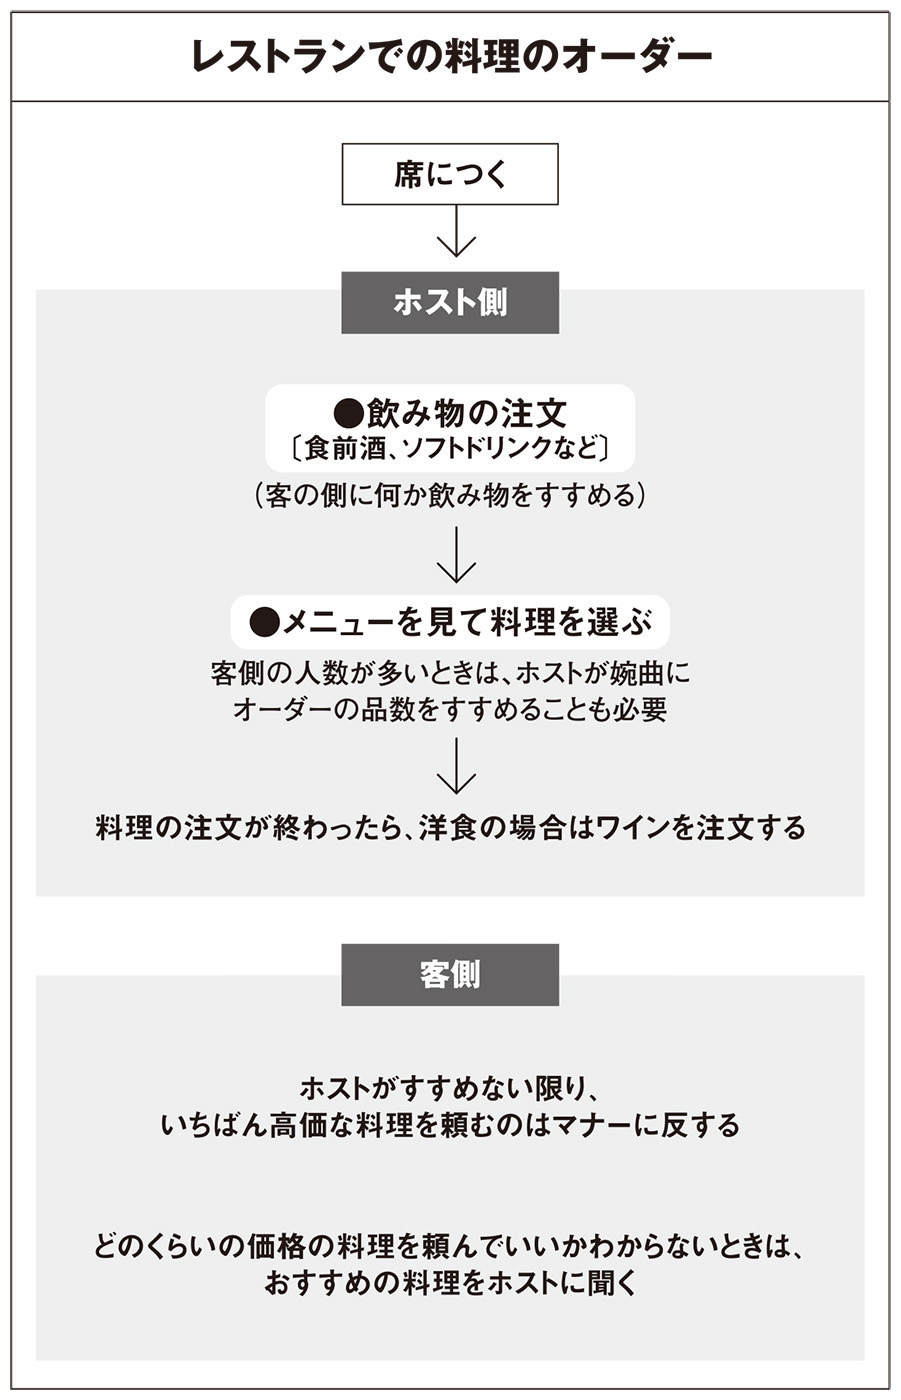 レストランでの料理のオーダー
席につく
ホスト側
●飲み物の注文
〔食前酒、ソフトドリンクなど〕
（客の側に何か飲み物をすすめる）
●メニューを見て料理を選ぶ
客側の人数が多いときは、ホストが婉曲に
オーダーの品数をすすめることも必要
料理の注文が終わったら、洋食の場合はワインを注文する
客側
ホストがすすめない限り、
いちばん高価な料理を頼むのはマナーに反する
どのくらいの価格の料理を頼んでいいかわからないときは、
おすすめの料理をホストに聞く